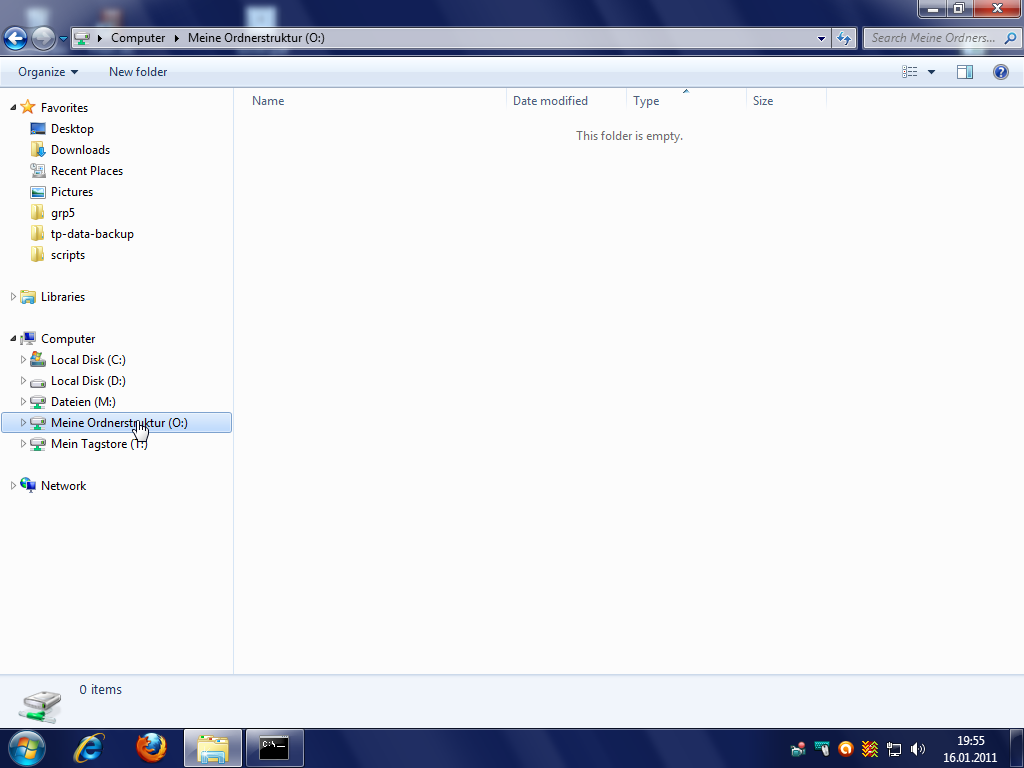 Computer
Meine Ordnerstruktur (O:)
Search Meine Ordners...
Organize
New folder
Name
Date modified
Type
Size
This folder is empty.
Favorites
Desktop
Downloads
Recent Places
Pictures
grp5
tp-data-backup
scripts
Libraries
Computer
Local Disk (C:)
Local Disk (D:)
Dateien (M:)
Meine Ordnerstruktur (O:)
Mein Tagstore (T:)
Network
0 items
C:\
19:55
16.01.2011